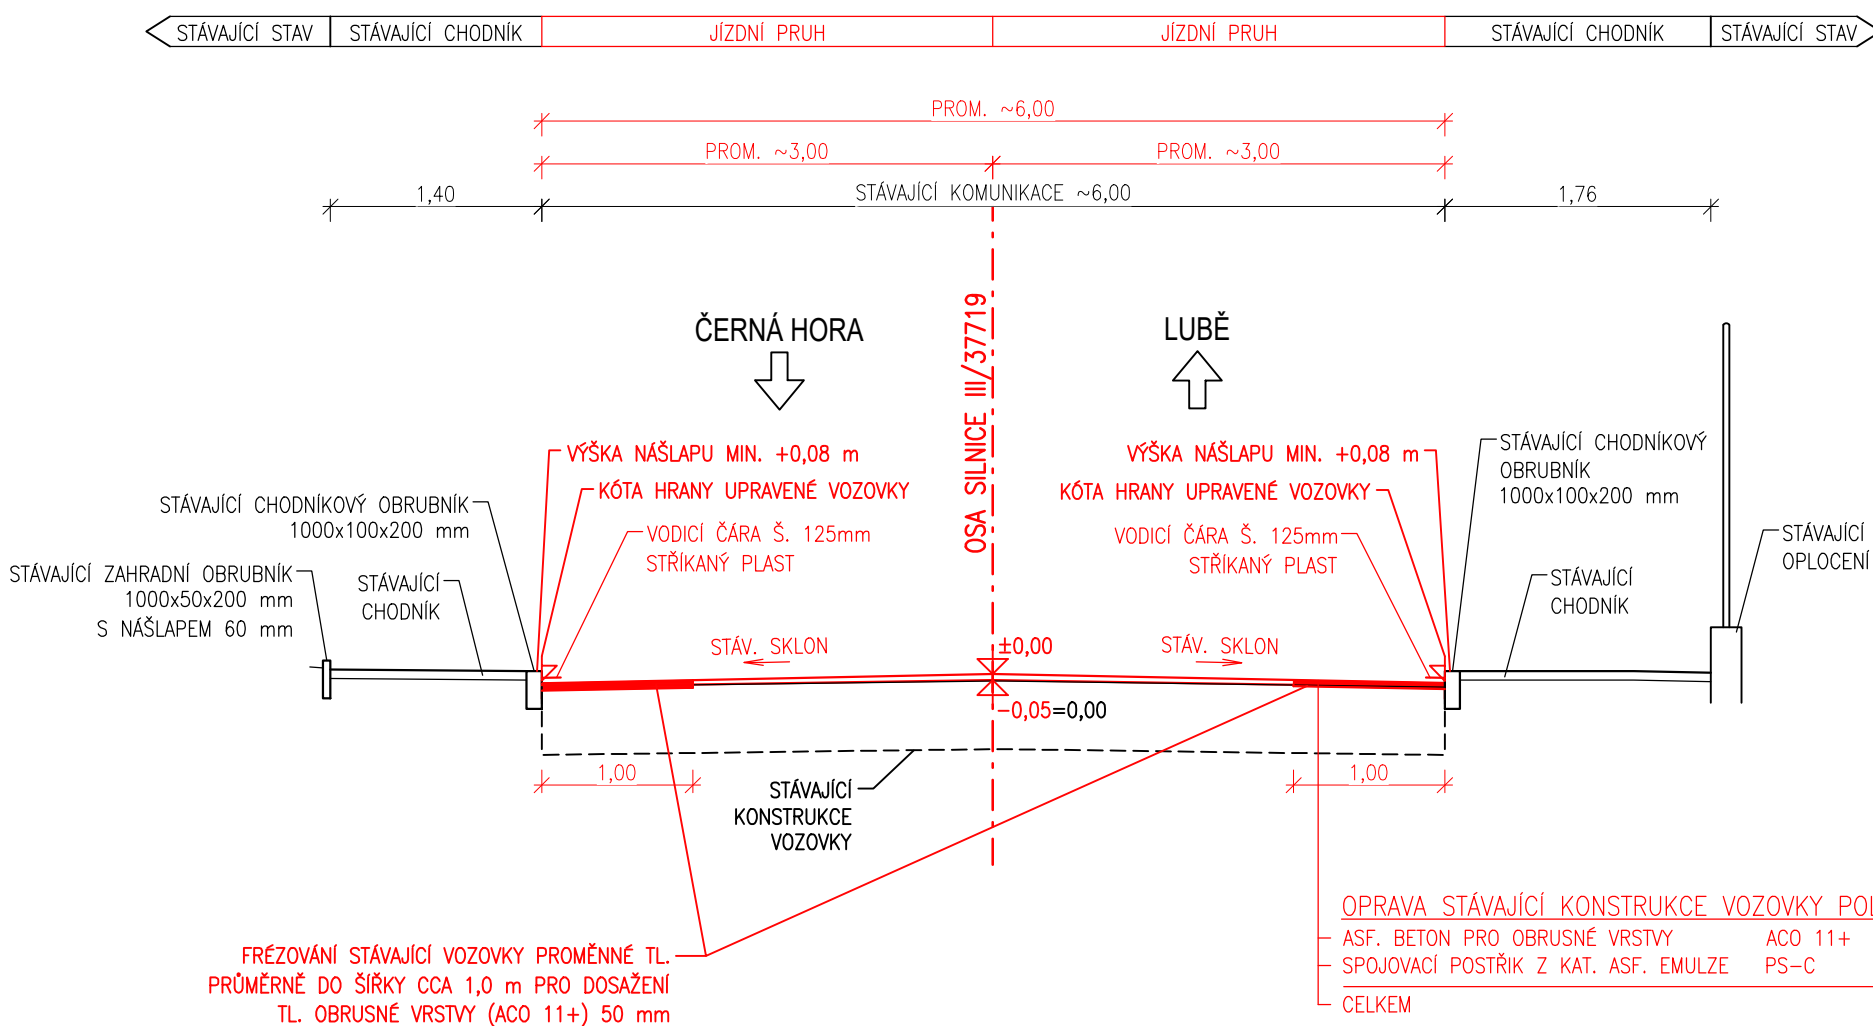 STÁVAJÍCÍ STAV
STÁVAJÍCÍ CHODNÍK
JÍZDNÍ PRUH
JÍZDNÍ PRUH
STÁVAJÍCÍ CHODNÍK
STÁVAJÍCÍ STAV
PROM. ~6,00
PROM. ~3,00
PROM. ~3,00
1,40
STÁVAJÍCÍ KOMUNIKACE ~6,00
1,76
OSA SILNICE III/37719
ČERNÁ HORA
LUBĚ
VÝŠKA NÁŠLAPU MIN. +0,08 m
KÓTA HRANY UPRAVENÉ VOZOVKY
VODICÍ ČÁRA Š. 125mm
STŘÍKANÝ PLAST
VÝŠKA NÁŠLAPU MIN. +0,08 m
KÓTA HRANY UPRAVENÉ VOZOVKY
VODICÍ ČÁRA Š. 125mm
STŘÍKANÝ PLAST
STÁVAJÍCÍ CHODNÍKOVÝ
OBRUBNÍK
1000x100x200 mm
STÁVAJÍCÍ CHODNÍKOVÝ OBRUBNÍK
1000x100x200 mm
STÁVAJÍCÍ ZAHRADNÍ OBRUBNÍK
1000x50x200 mm
S NÁŠLAPEM 60 mm
STÁVAJÍCÍ
CHODNÍK
STÁVAJÍCÍ
OPLOCENÍ
STÁVAJÍCÍ
CHODNÍK
STÁV. SKLON
±0,00
STÁV. SKLON
-0,05=0,00
1,00
1,00
STÁVAJÍCÍ
KONSTRUKCE
VOZOVKY
FRÉZOVÁNÍ STÁVAJÍCÍ VOZOVKY PROMĚNNÉ TL.
PRŮMĚRNĚ DO ŠÍŘKY CCA 1,0 m PRO DOSAŽENÍ
TL. OBRUSNÉ VRSTVY (ACO 11+) 50 mm
OPRAVA STÁVAJÍCÍ KONSTRUKCE VOZOVKY
ASF. BETON PRO OBRUSNÉ VRSTVY ACO 11+
SPOJOVACÍ POSTŘIK Z KAT. ASF. EMULZE PS-C
CELKEM